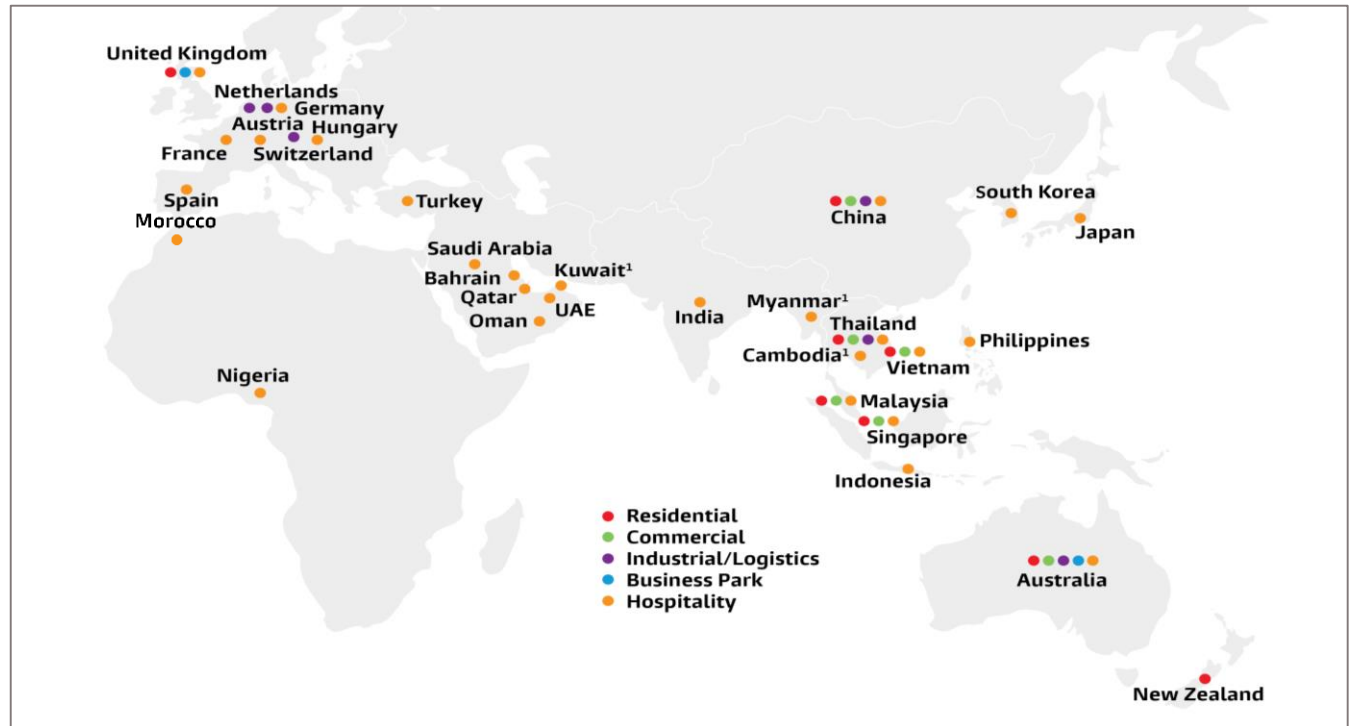 United Kingdom
Netherlands
Germany
Austria
Hungary
France
Switzerland
Spain
Morocco
Turkey
China
South Korea
Japan
Saudi Arabia
Bahrain
Kuwait¹
Qatar
UAE
Oman
India
Myanmar¹
Thailand
Cambodia¹
Vietnam
Philippines
Nigeria
Malaysia
Singapore
Indonesia
Residential
Commercial
Industrial/Logistics
Business Park
Hospitality
Australia
New Zealand